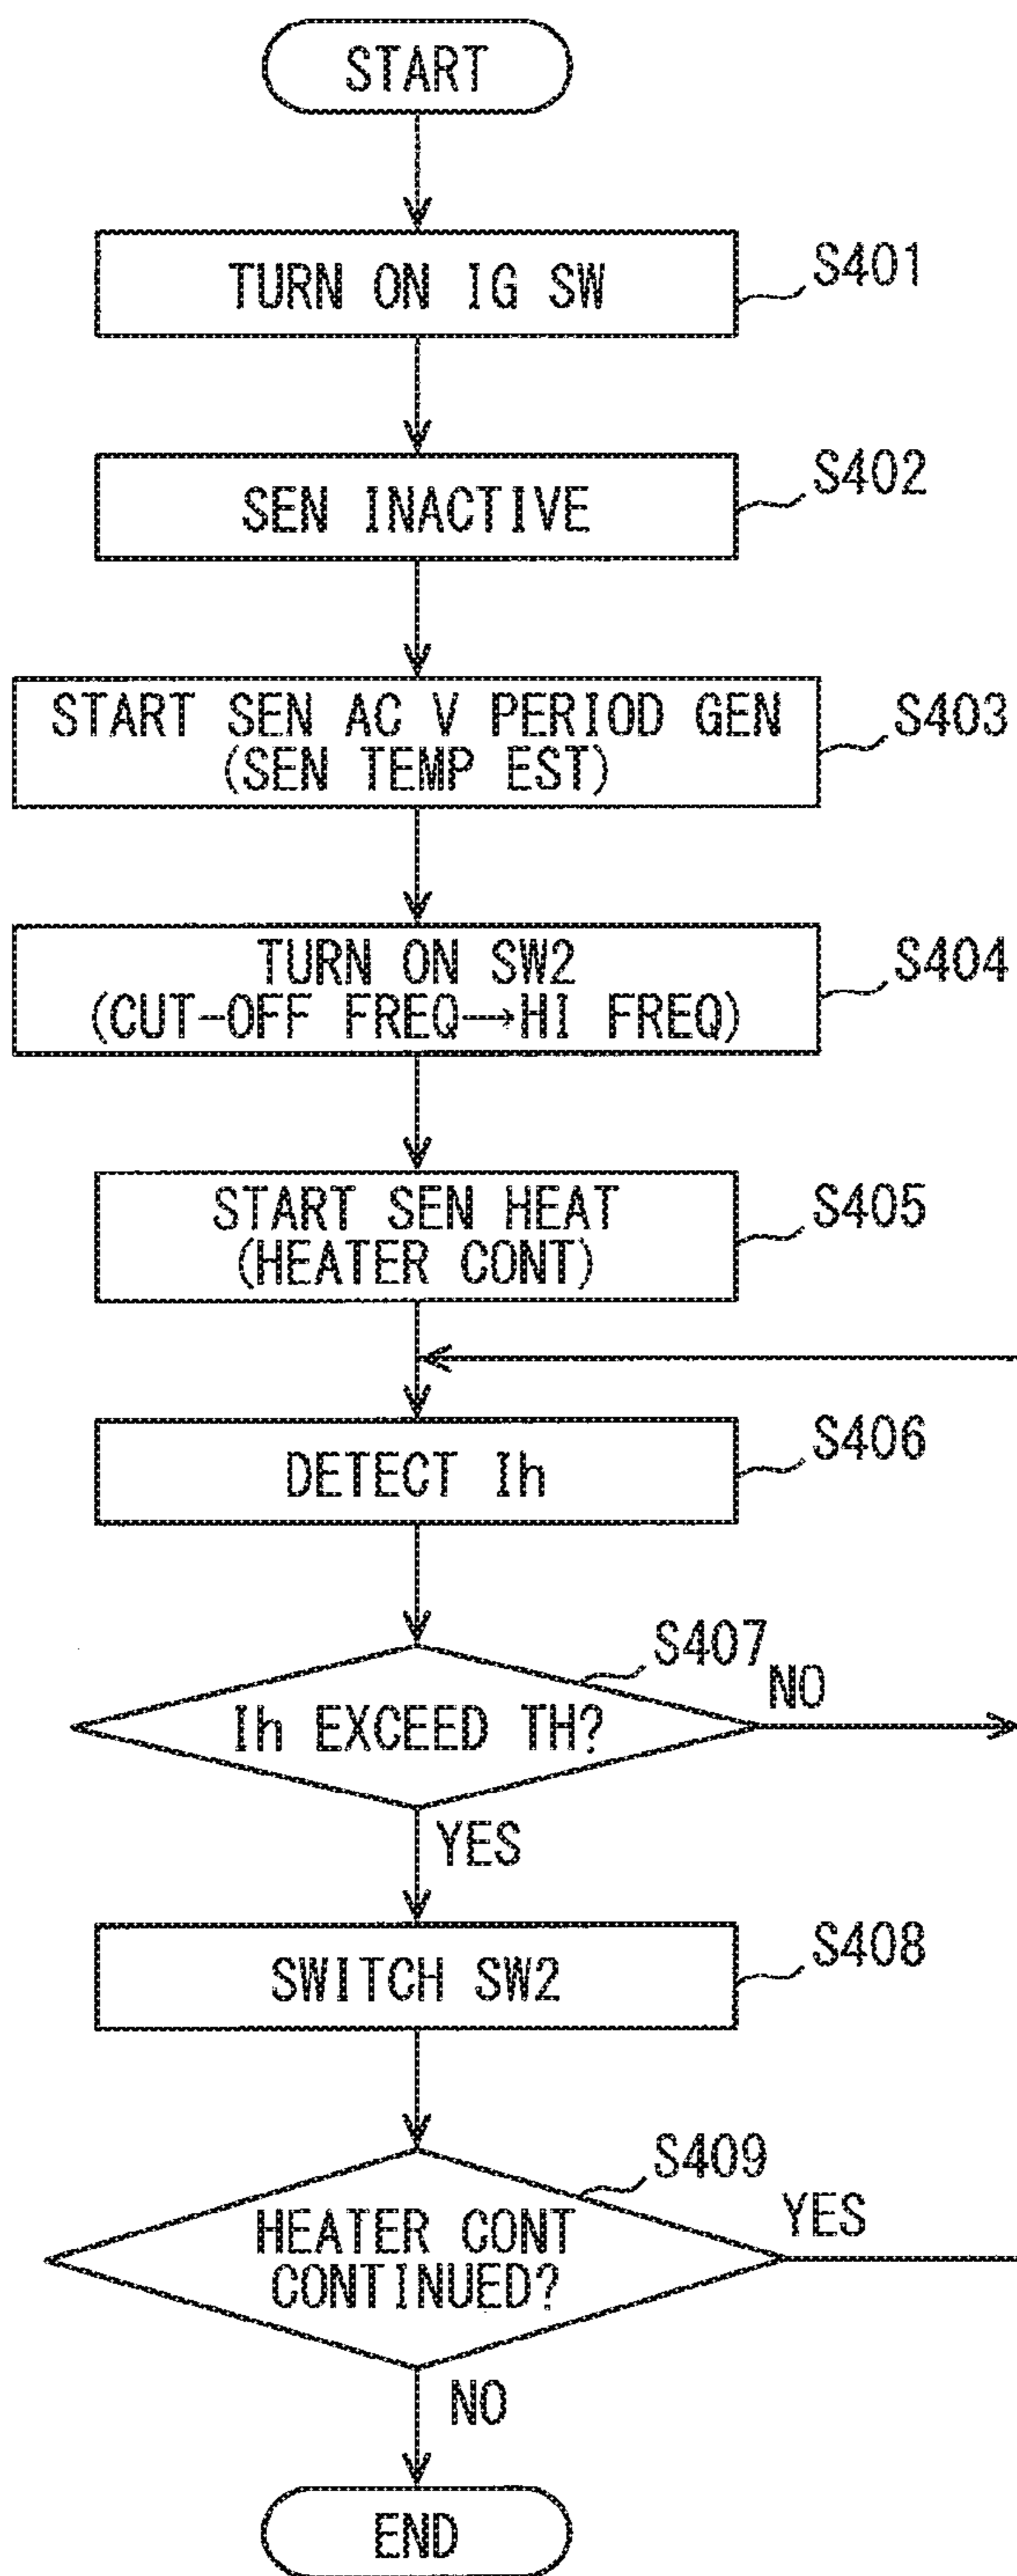 START
TURN ON IG SW
S401
SEN INACTIVE
S402
START SEN AC V PERIOD GEN
(SEN TEMP EST)
S403
TURN ON SW2
(CUT-OFF FREQ→HI FREQ)
S404
START SEN HEAT
(HEATER CONT)
S405
DETECT Ih
S406
S407
Ih EXCEED TH?
NO
YES
SWITCH SW2
S408
S409
HEATER CONT
CONTINUED?
YES
NO
END